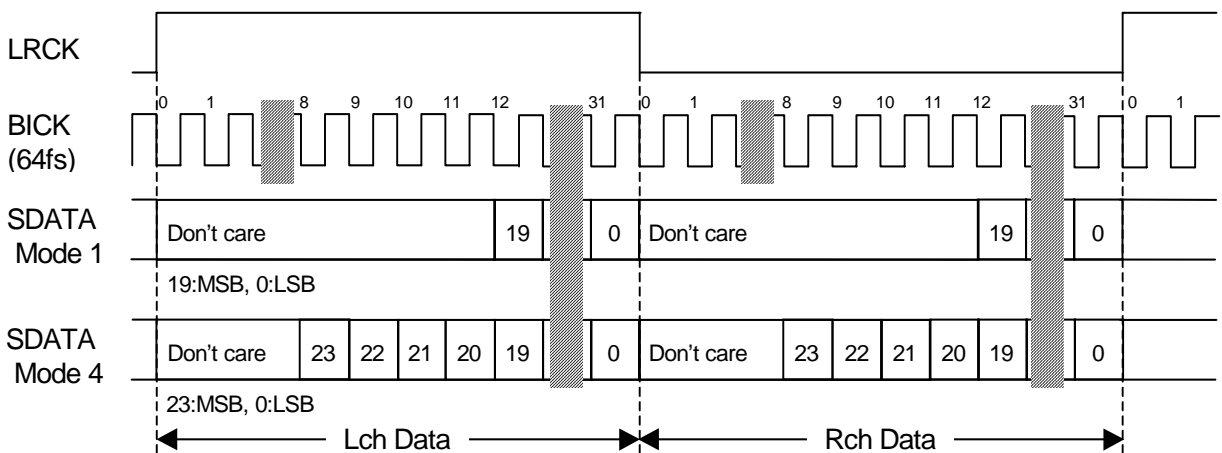 LRCK
BICK
(64fs)
0 1 8 9 10 11 12 31 0 1 8 9 10 11 12 31 0 1
SDATA
Mode 1
Don't care 19 0 Don't care 19 0
19:MSB, 0:LSB
SDATA
Mode 4
Don't care 23 22 21 20 19 0 Don't care 23 22 21 20 19 0
23:MSB, 0:LSB
Lch Data Rch Data